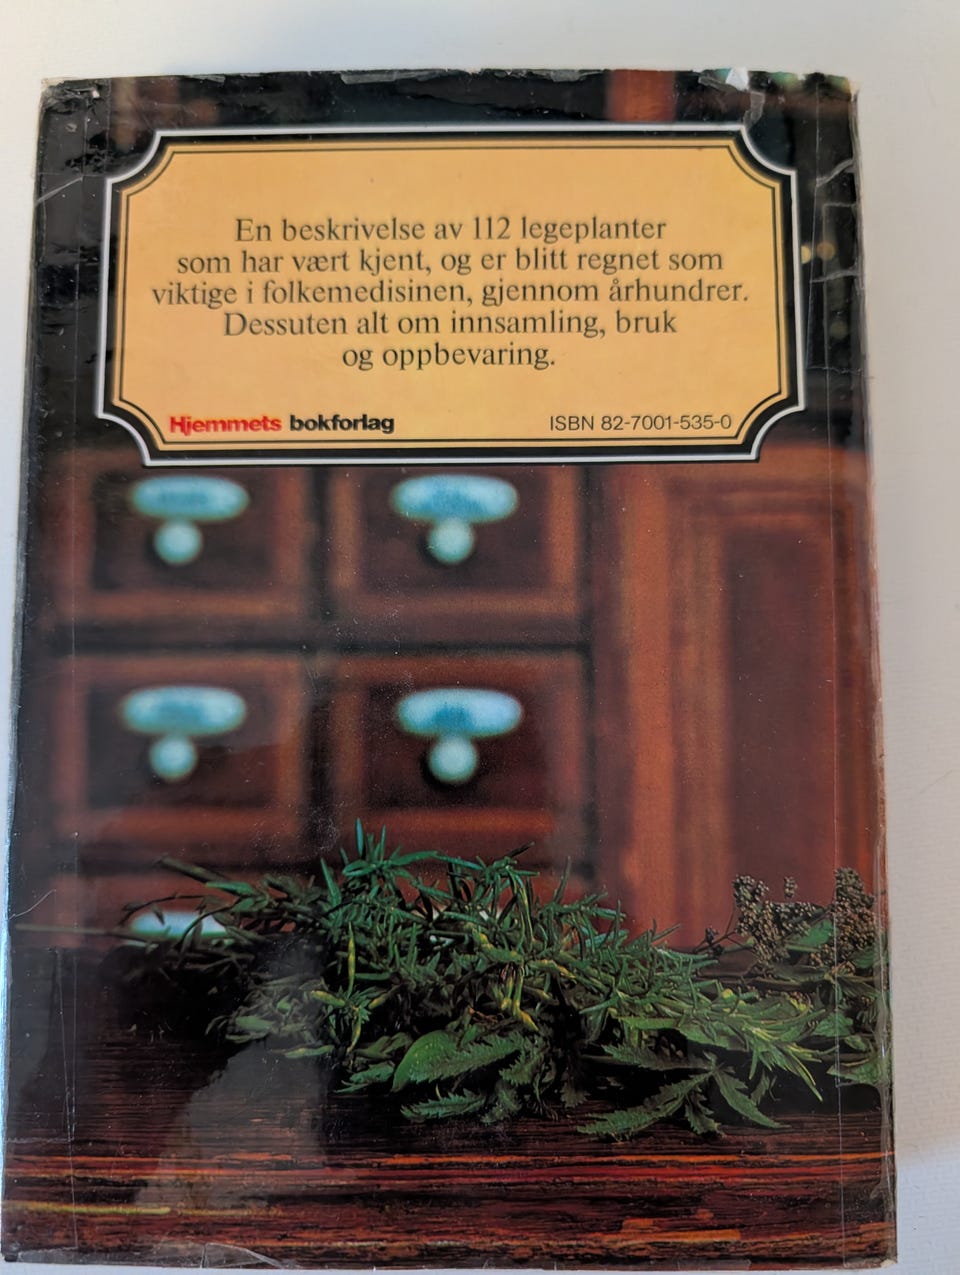 En beskrivelse av 112 legeplanter
som har vært kjent, og er blitt regnet som
viktige i folkemedisinen, gjennom århundrer.
Dessuten alt om innsamling, bruk
og oppbevaring.
Hjemmets bokforlag
ISBN 82-7001-535-0